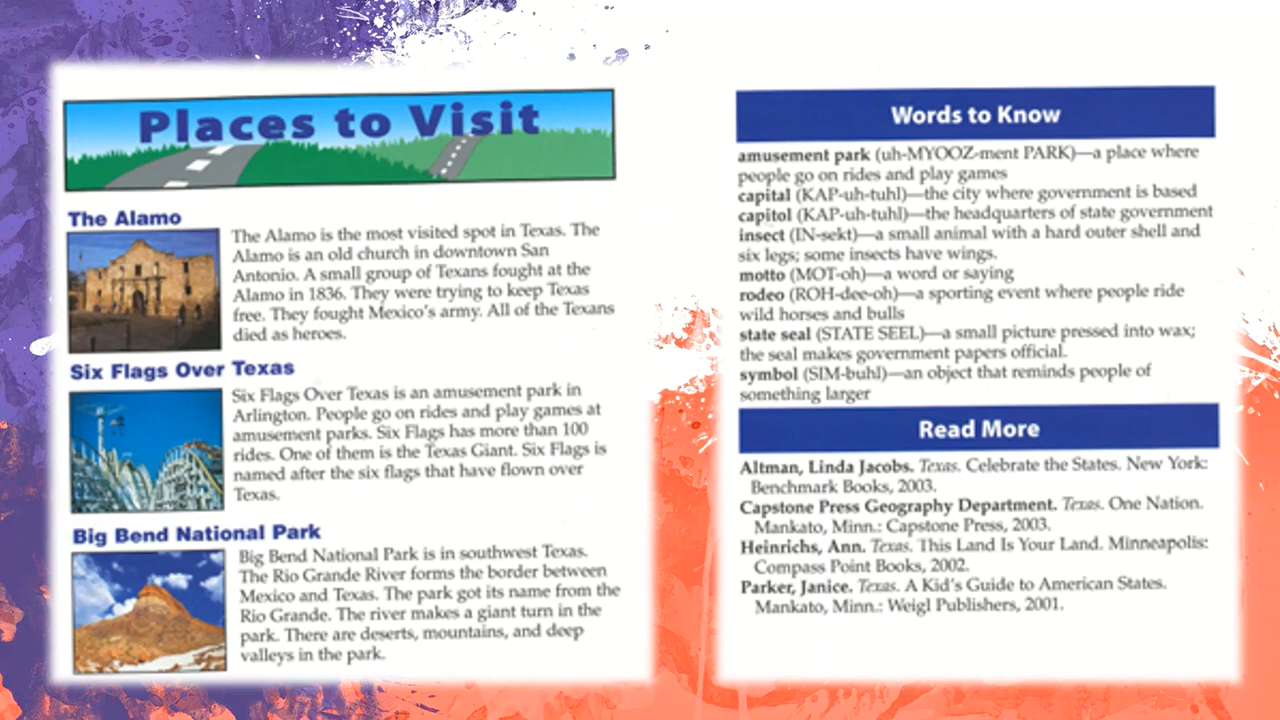 Places to Visit
The Alamo
The Alamo is the most visited spot in Texas. The
Alamo is an old church in downtown San
Antonio. A small group of Texans fought at the
Alamo in 1836. They were trying to keep Texas
free. They fought Mexico's army. All of the Texans
died as heroes.
Six Flags Over Texas
Six Flags Over Texas is an amusement park in
Arlington. People go on rides and play games at
amusement parks. Six Flags has more than 100
rides. One of them is the Texas Giant. Six Flags is
named after the six flags that have flown over
Texas.
Big Bend National Park
Big Bend National Park is in southwest Texas.
The Rio Grande River forms the border between
Mexico and Texas. The park got its name from the
Rio Grande. The river makes a giant turn in the
park. There are deserts, mountains, and deep
valleys in the park.
Words to Know
amusement park (uh-MYOOZ-ment PARK)—a place where
people go on rides and play games
capital (KAP-uh-tuhl)—the city where government is based
capitol (KAP-uh-tuhl)—the headquarters of state government
insect (IN-sekt)—a small animal with a hard outer shell and
six legs; some insects have wings.
motto (MOT-oh)—a word or saying
rodeo (ROH-dee-oh)—a sporting event where people ride
wild horses and bulls
state seal (STATE SEEL)—a small picture pressed into wax;
the seal makes government papers official.
symbol (SIM-buhl)—an object that reminds people of
something larger
Read More
Altman, Linda Jacobs. Texas. Celebrate the States. New York:
Benchmark Books, 2003.
Capstone Press Geography Department. Texas. One Nation.
Mankato, Minn.: Capstone Press, 2003.
Heinrichs, Ann. Texas. This Land Is Your Land. Minneapolis:
Compass Point Books, 2002.
Parker, Janice. Texas. A Kid's Guide to American States.
Mankato, Minn.: Weigl Publishers, 2001.